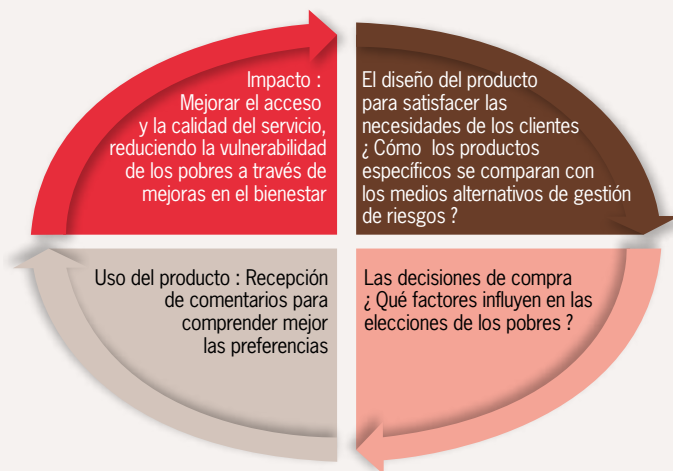 Impacto :
Mejorar el acceso
y la calidad del servicio,
reduciendo la vulnerabilidad
de los pobres a través de
mejoras en el bienestar
El diseño del producto
para satisfacer las
necesidades de los clientes
¿ Cómo los productos
específicos se comparan con
los medios alternativos de gestión
de riesgos ?
Uso del producto : Recepción
de comentarios para
comprender mejor
las preferencias
Las decisiones de compra
¿ Qué factores influyen en las
elecciones de los pobres ?